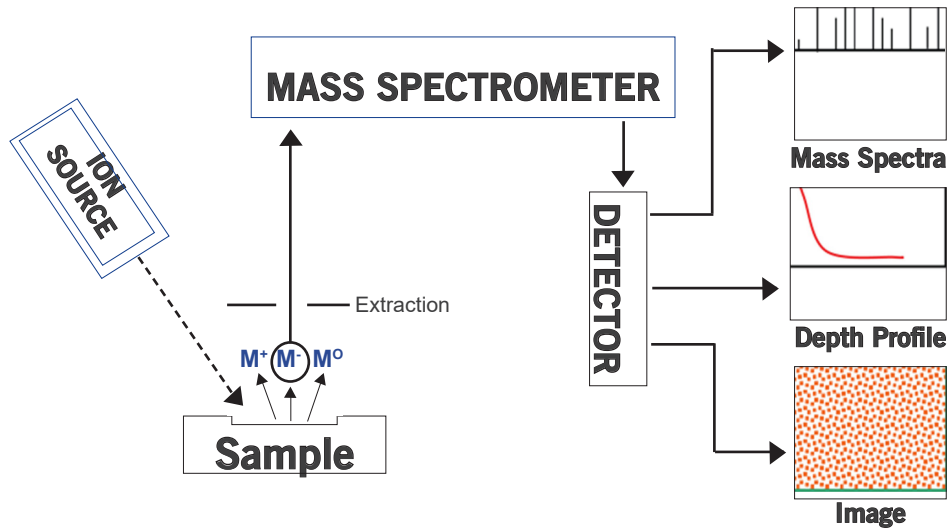 MASS SPECTROMETER
ION
SOURCE
Extraction
M⁺ M⁻ Mᴼ
Sample
DETECTOR
Mass Spectra
Depth Profile
Image